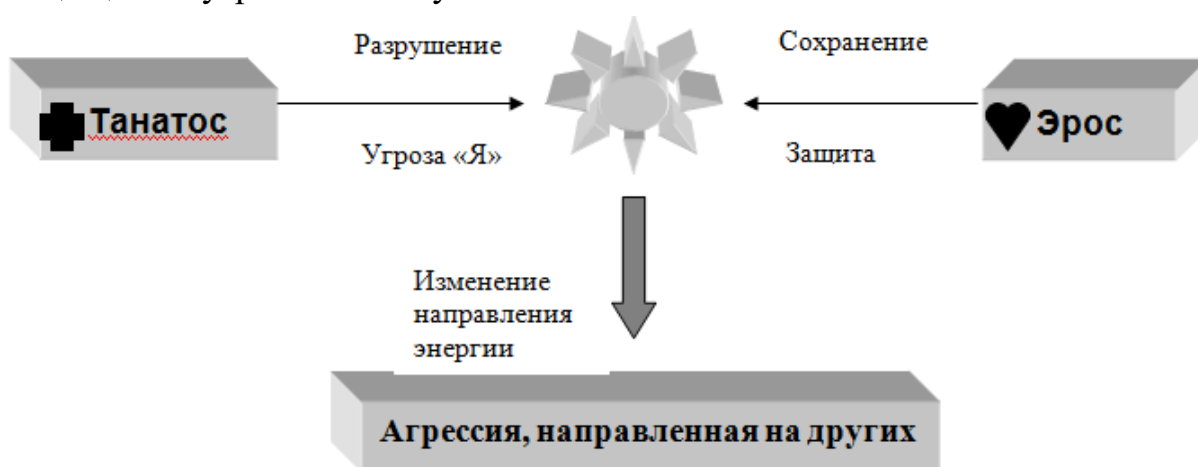 Разрушение
Сохранение
Танатос
Эрос
Угроза «Я»
Защита
Изменение
направления
энергии
Агрессия, направленная на других